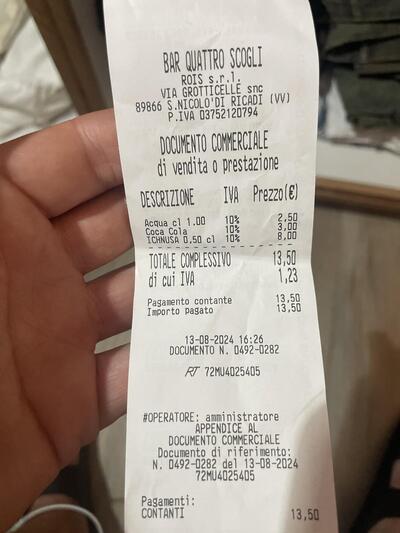 BAR QUATTRO SCOGLI
ROIS s.r.l.
VIA GROTTICELLE snc
89866 S.NICOLO'DI RICADI (VV)
P.IVA 03752120794
DOCUMENTO COMMERCIALE
di vendita o prestazione
DESCRIZIONE IVA Prezzo(€)
Acqua cl 1.00 10% 2,50
Coca Cola 10% 3,00
ICHNUSA 0,50 cl 10% 8,00
TOTALE COMPLESSIVO 13,50
di cui IVA 1,23
Pagamento contante 13,50
Importo pagato 13,50
13-08-2024 16:26
DOCUMENTO N. 0492-0282
RT 72MU4025405
#OPERATORE: amministratore
APPENDICE AL
DOCUMENTO COMMERCIALE
Documento di riferimento:
N. 0492-0282 del 13-08-2024
72MU4025405
Pagamenti:
CONTANTI 13,50